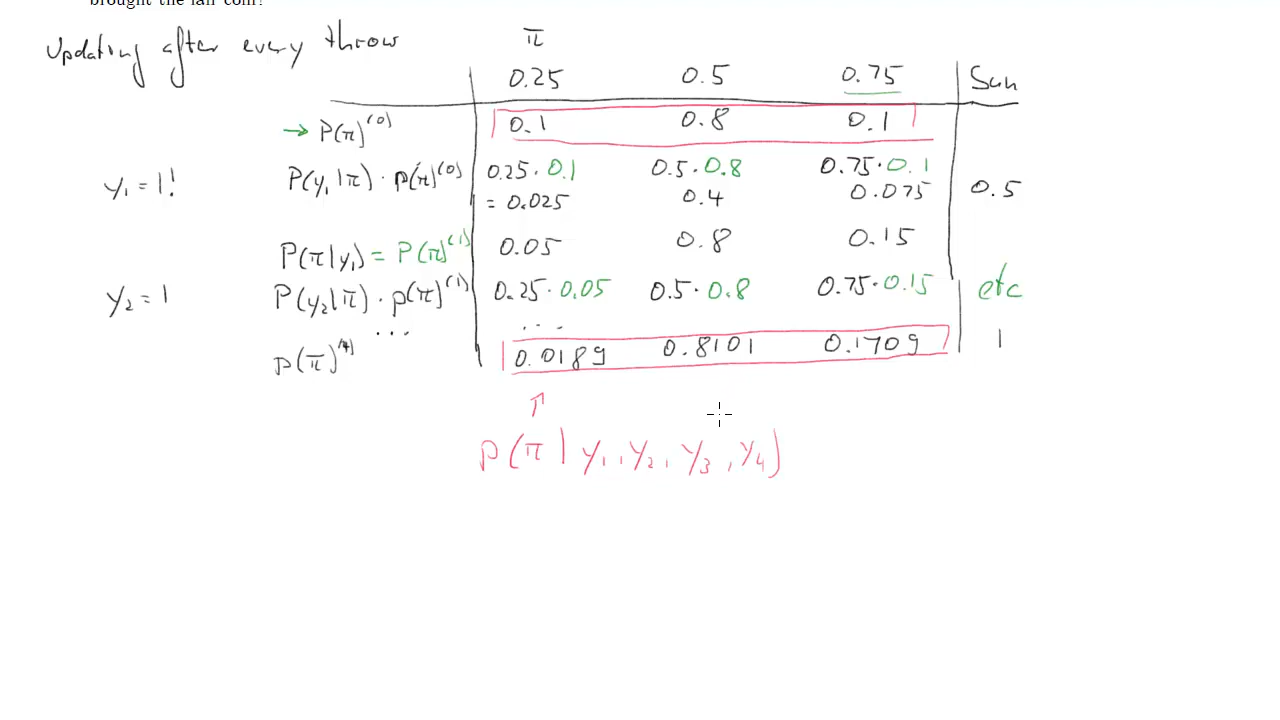 brought the fair coin?
Updating after every throw
π
0.25 0.5 0.75 Sum
→ P(π)^(0) 0.1 0.8 0.1
y₁ = 1! P(y₁|π) · p(π)^(0) 0.25 · 0.1 0.5 · 0.8 0.75 · 0.1
= 0.025 0.4 0.075 0.5
P(π|y₁) = P(π)^(1) 0.05 0.8 0.15
y₂ = 1 P(y₂|π) · p(π)^(1) 0.25 · 0.05 0.5 · 0.8 0.75 · 0.15 etc
... ...
p(π)^(4) 0.0189 0.8101 0.1709 1
↑
p(π | y₁, y₂, y₃, y₄)